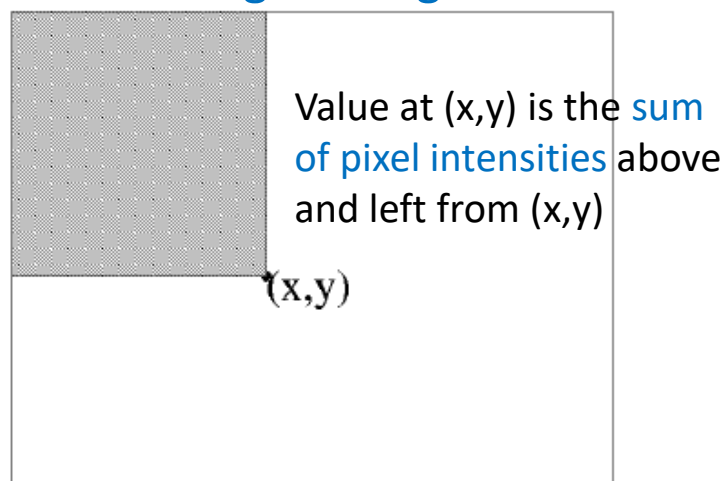 Value at (x,y) is the sum
of pixel intensities above
and left from (x,y)
(x,y)